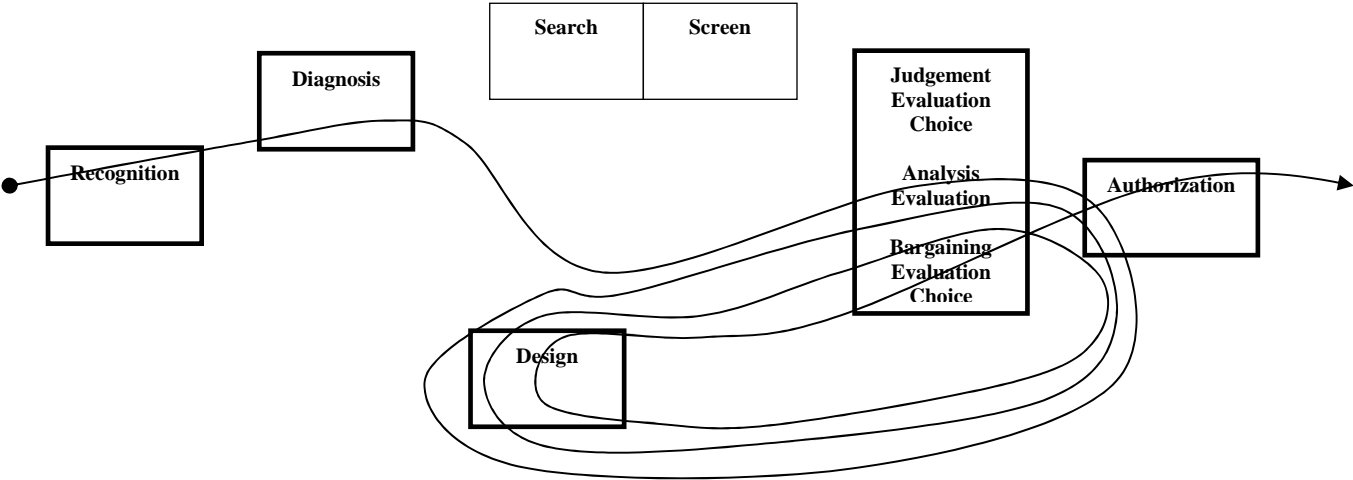 Search
Screen
Diagnosis
Recognition
Judgement
Evaluation
Choice
Analysis
Evaluation
Bargaining
Evaluation
Choice
Authorization
Design